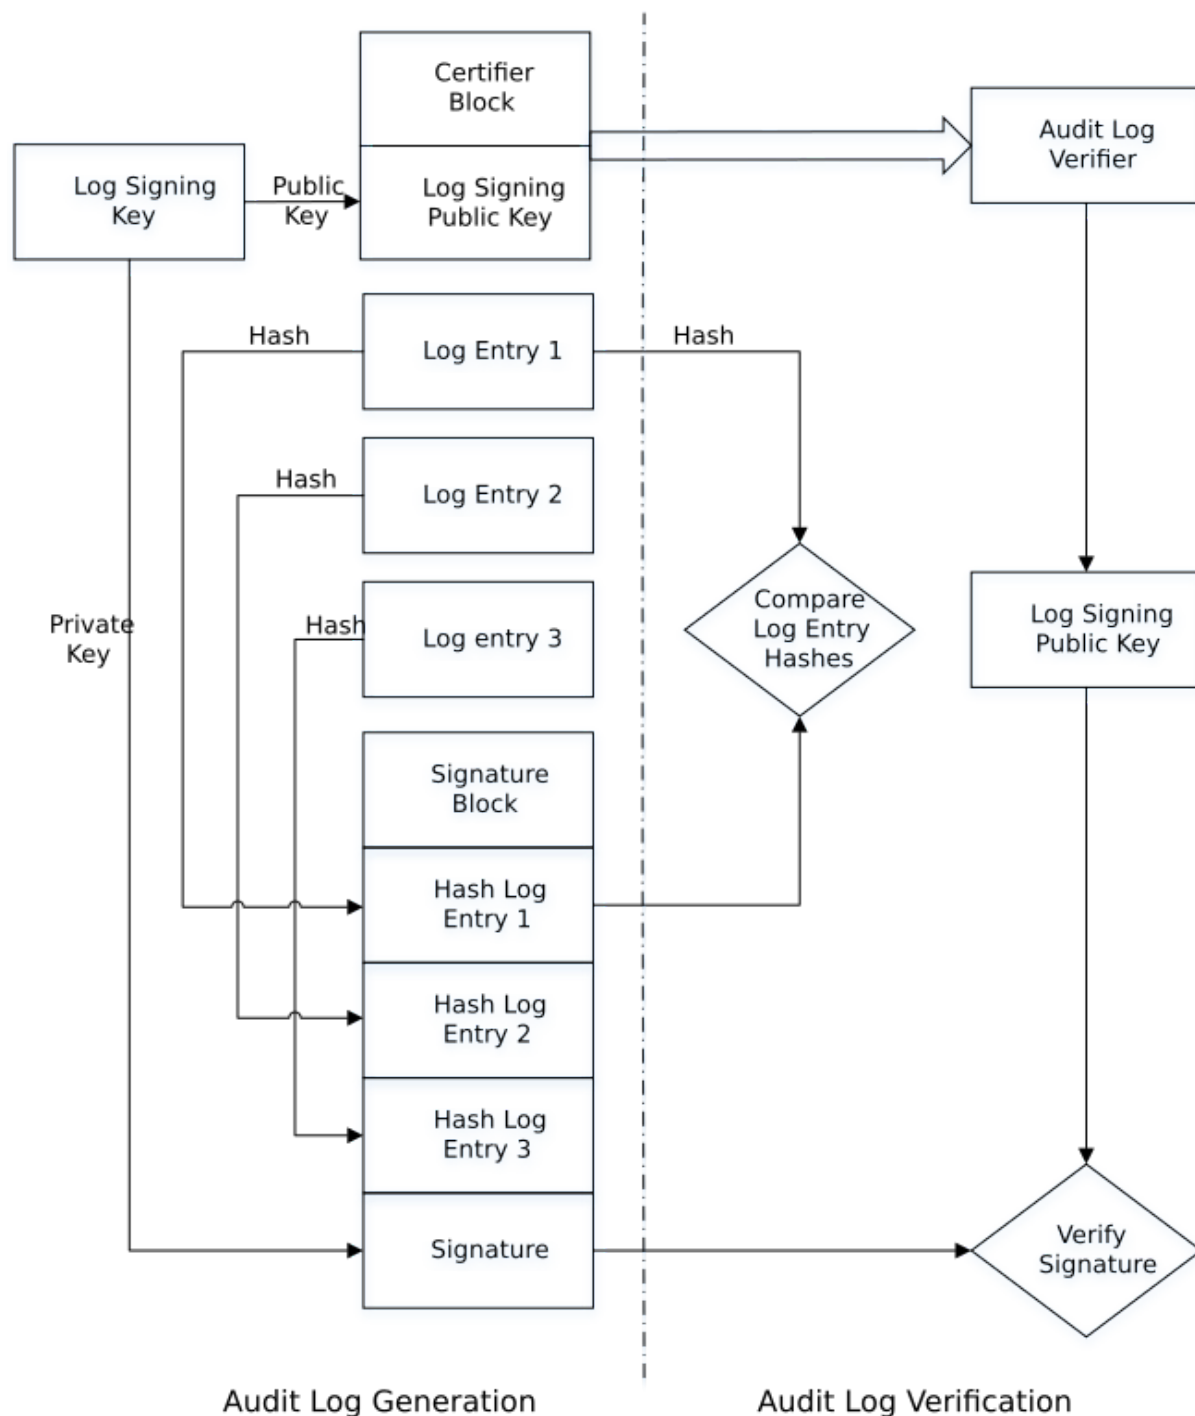 Certifier
Block
Audit Log
Verifier
Log Signing
Key
Public
Key
Log Signing
Public Key
Hash
Log Entry 1
Hash
Hash
Log Entry 2
Compare
Log Entry
Hashes
Log Signing
Public Key
Private
Key
Hash
Log entry 3
Signature
Block
Hash Log
Entry 1
Hash Log
Entry 2
Hash Log
Entry 3
Signature
Verify
Signature
Audit Log Generation
Audit Log Verification